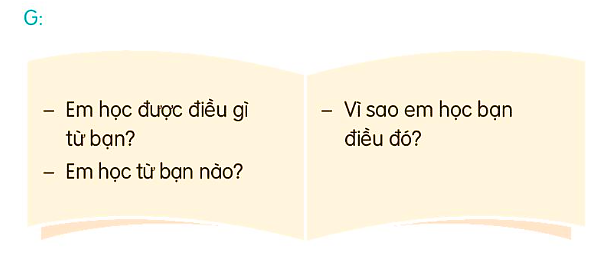 G:
– Em học được điều gì
từ bạn?
– Em học từ bạn nào?
– Vì sao em học bạn
điều đó?